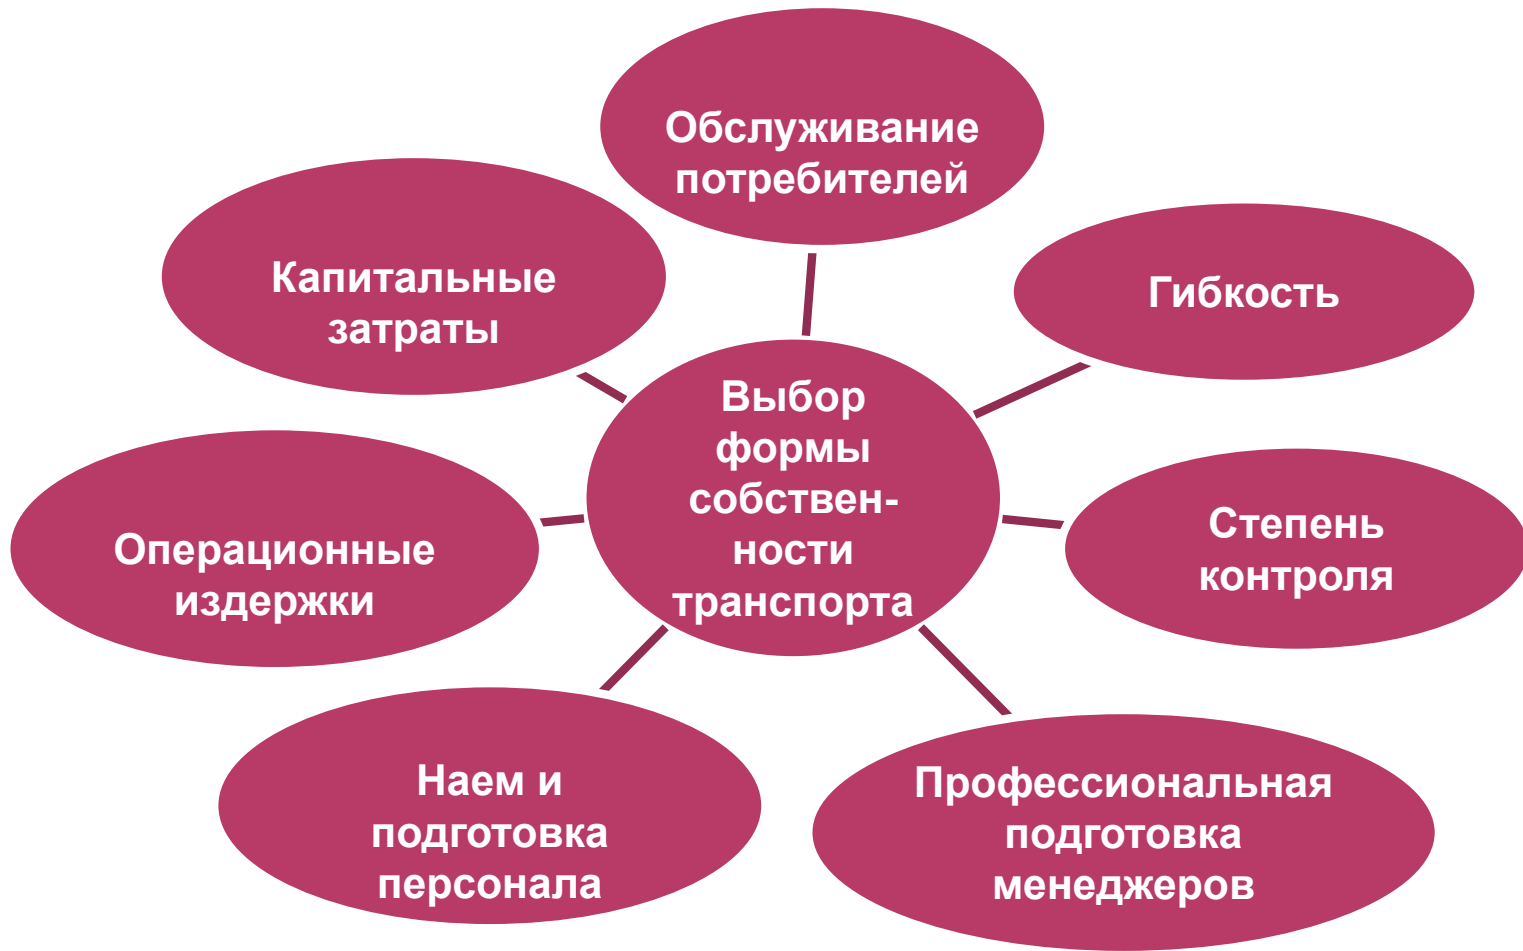 Обслуживание
потребителей
Капитальные
затраты
Гибкость
Выбор
формы
собствен-
ности
транспорта
Операционные
издержки
Степень
контроля
Наем и
подготовка
персонала
Профессиональная
подготовка
менеджеров